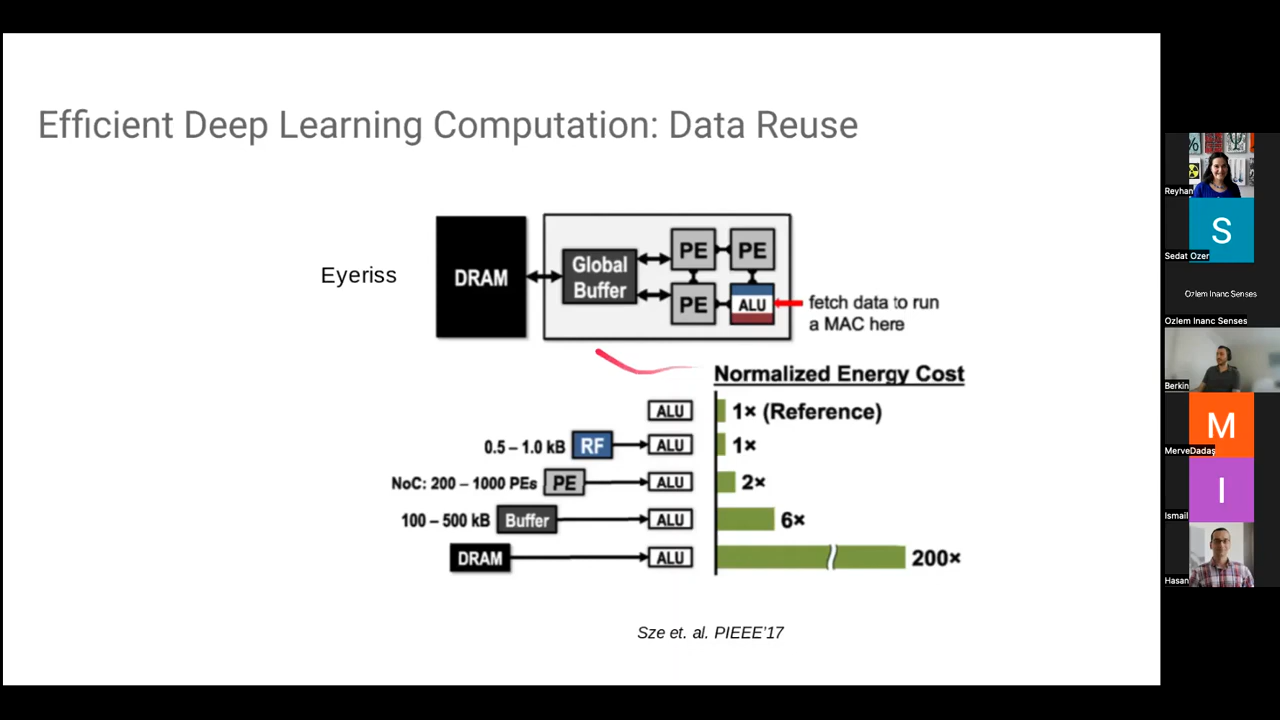 Efficient Deep Learning Computation: Data Reuse
Eyeriss
DRAM
Global
Buffer
PE
PE
PE
ALU
fetch data to run
a MAC here
Normalized Energy Cost
ALU
1× (Reference)
0.5 – 1.0 kB
RF
ALU
1×
NoC: 200 – 1000 PEs
PE
ALU
2×
100 – 500 kB
Buffer
ALU
6×
DRAM
ALU
200×
Sze et. al. PIEEE'17
%
Reyhan
S
Sedat Ozer
Ozlem Inanc Senses
Ozlem Inanc Senses
Berkin
M
MerveDadaş
I
Ismail
Hasan